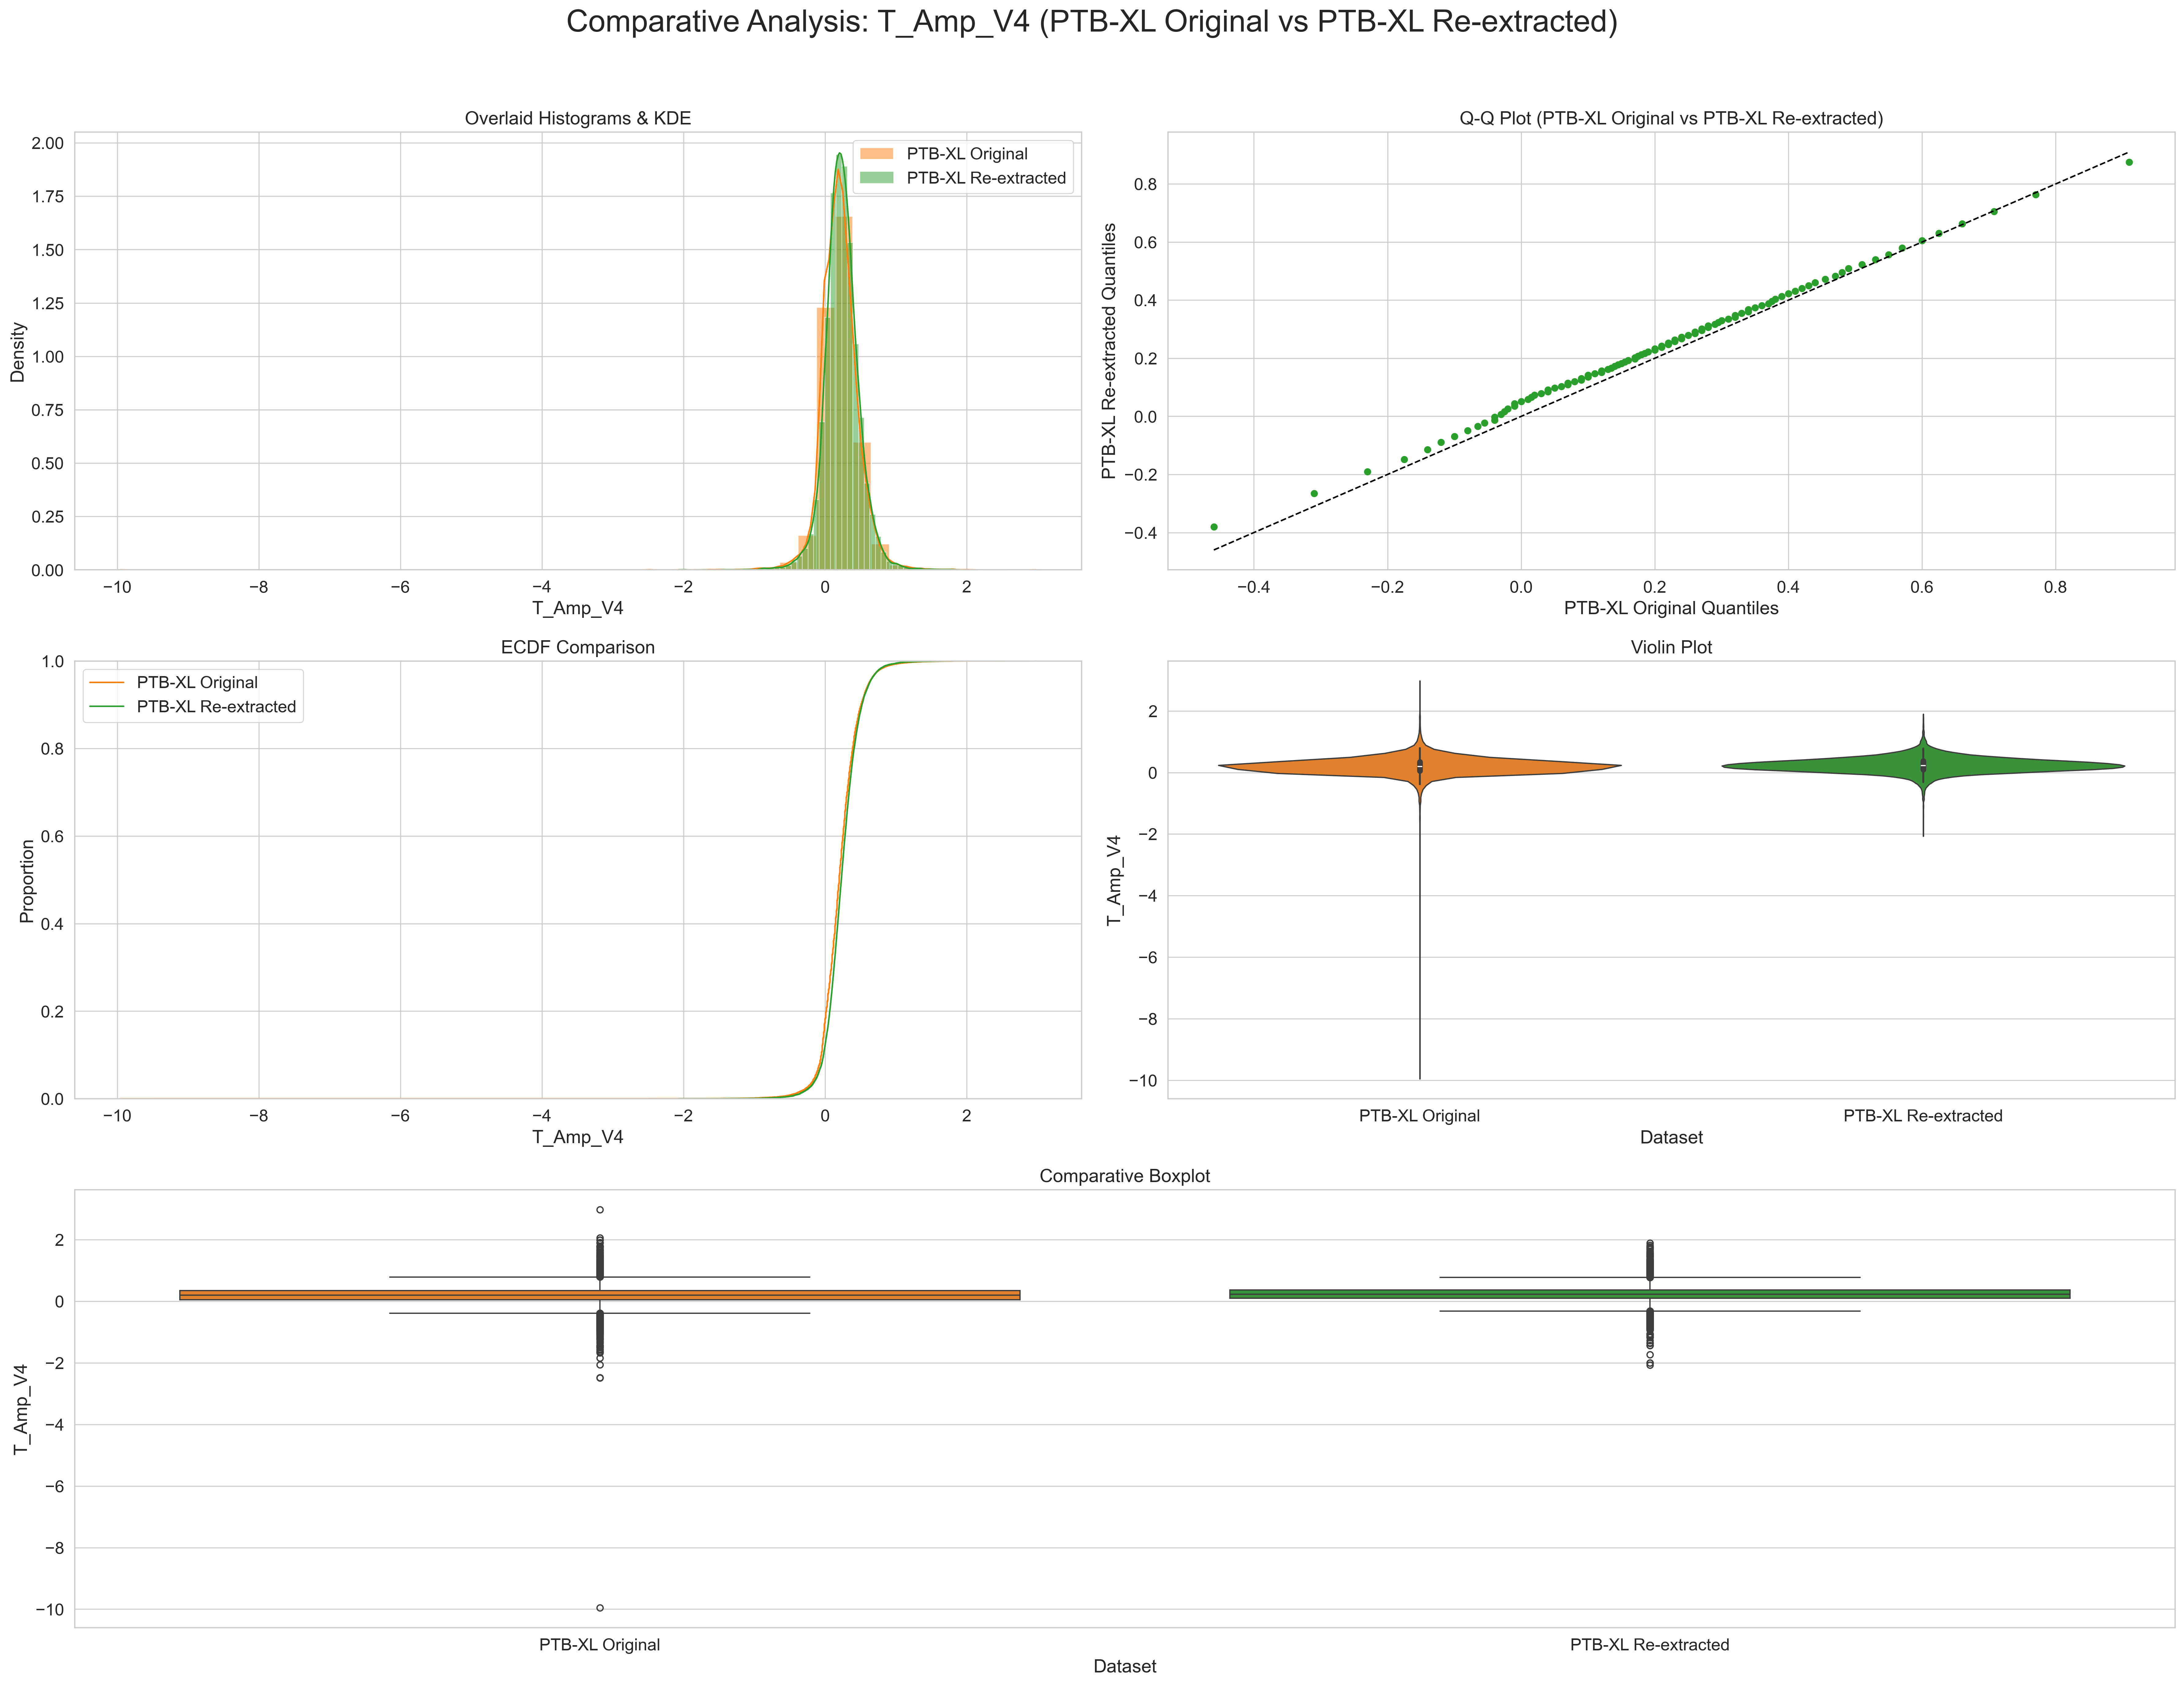 Comparative Analysis: T_Amp_V4 (PTB-XL Original vs PTB-XL Re-extracted)
Overlaid Histograms & KDE
2.00
1.75
1.50
1.25
1.00
0.75
0.50
0.25
0.00
Density
−10 −8 −6 −4 −2 0 2
T_Amp_V4
PTB-XL Original
PTB-XL Re-extracted
Q-Q Plot (PTB-XL Original vs PTB-XL Re-extracted)
0.8
0.6
0.4
0.2
0.0
−0.2
−0.4
PTB-XL Re-extracted Quantiles
−0.4 −0.2 0.0 0.2 0.4 0.6 0.8
PTB-XL Original Quantiles
ECDF Comparison
PTB-XL Original
PTB-XL Re-extracted
1.0
0.8
0.6
0.4
0.2
0.0
Proportion
−10 −8 −6 −4 −2 0 2
T_Amp_V4
Violin Plot
2
0
−2
−4
−6
−8
−10
T_Amp_V4
PTB-XL Original PTB-XL Re-extracted
Dataset
Comparative Boxplot
2
0
−2
−4
−6
−8
−10
T_Amp_V4
PTB-XL Original PTB-XL Re-extracted
Dataset